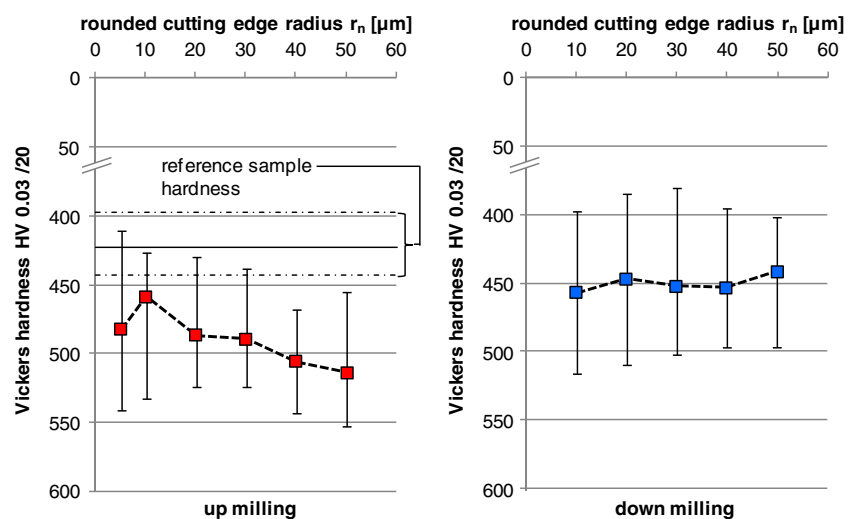 rounded cutting edge radius rn [µm]
0 10 20 30 40 50 60
0
50
400
450
500
550
600
Vickers hardness HV 0.03 /20
reference sample
hardness
up milling
rounded cutting edge radius rn [µm]
0 10 20 30 40 50 60
0
50
400
450
500
550
600
Vickers hardness HV 0.03 /20
down milling